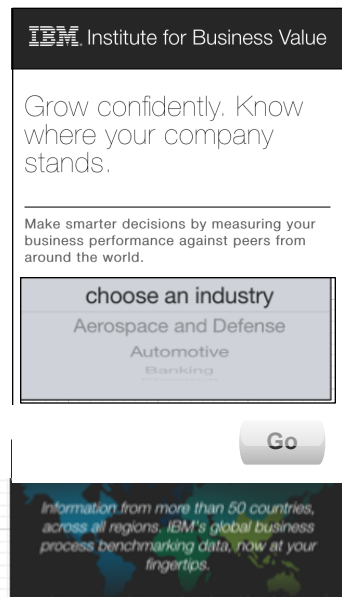 IBM. Institute for Business Value
Grow confidently. Know
where your company
stands.
Make smarter decisions by measuring your
business performance against peers from
around the world.
choose an industry
Aerospace and Defense
Automotive
Banking
Go
Information from more than 50 countries,
across all regions. IBM's global business
process benchmarking data, now at your
fingertips.